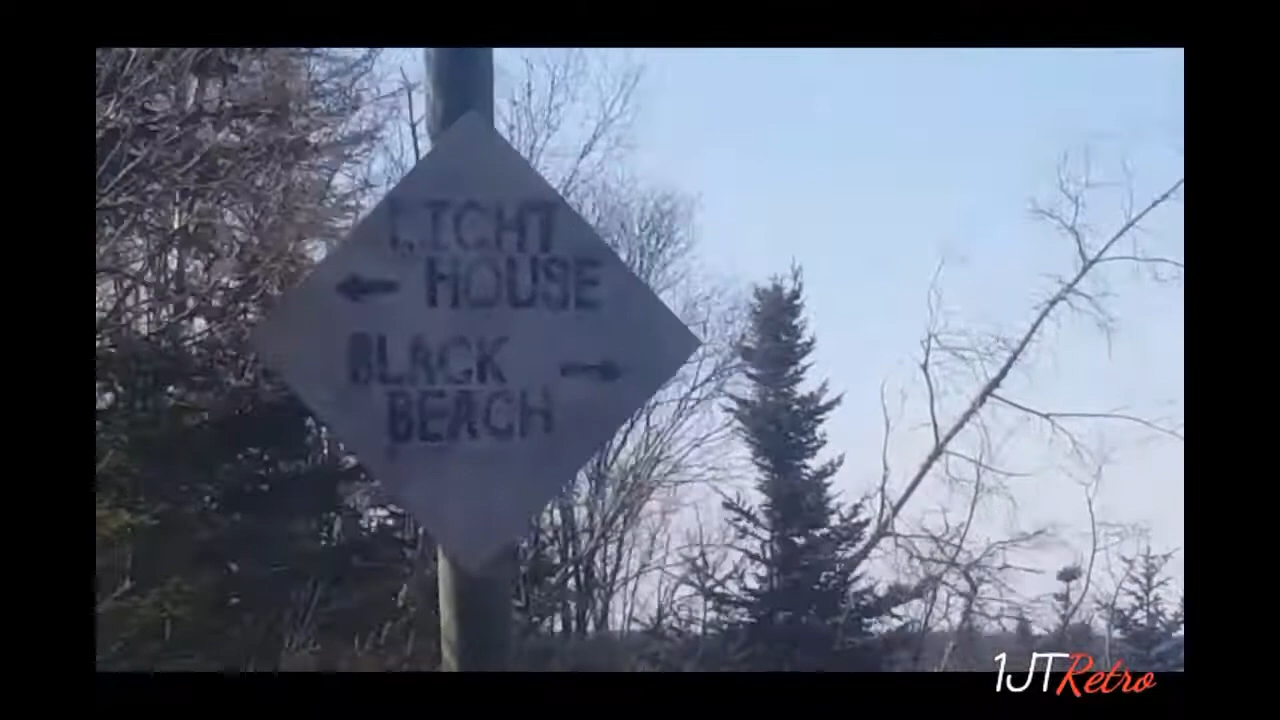 LIGHT
← HOUSE
BLACK →
BEACH
1JTRetro